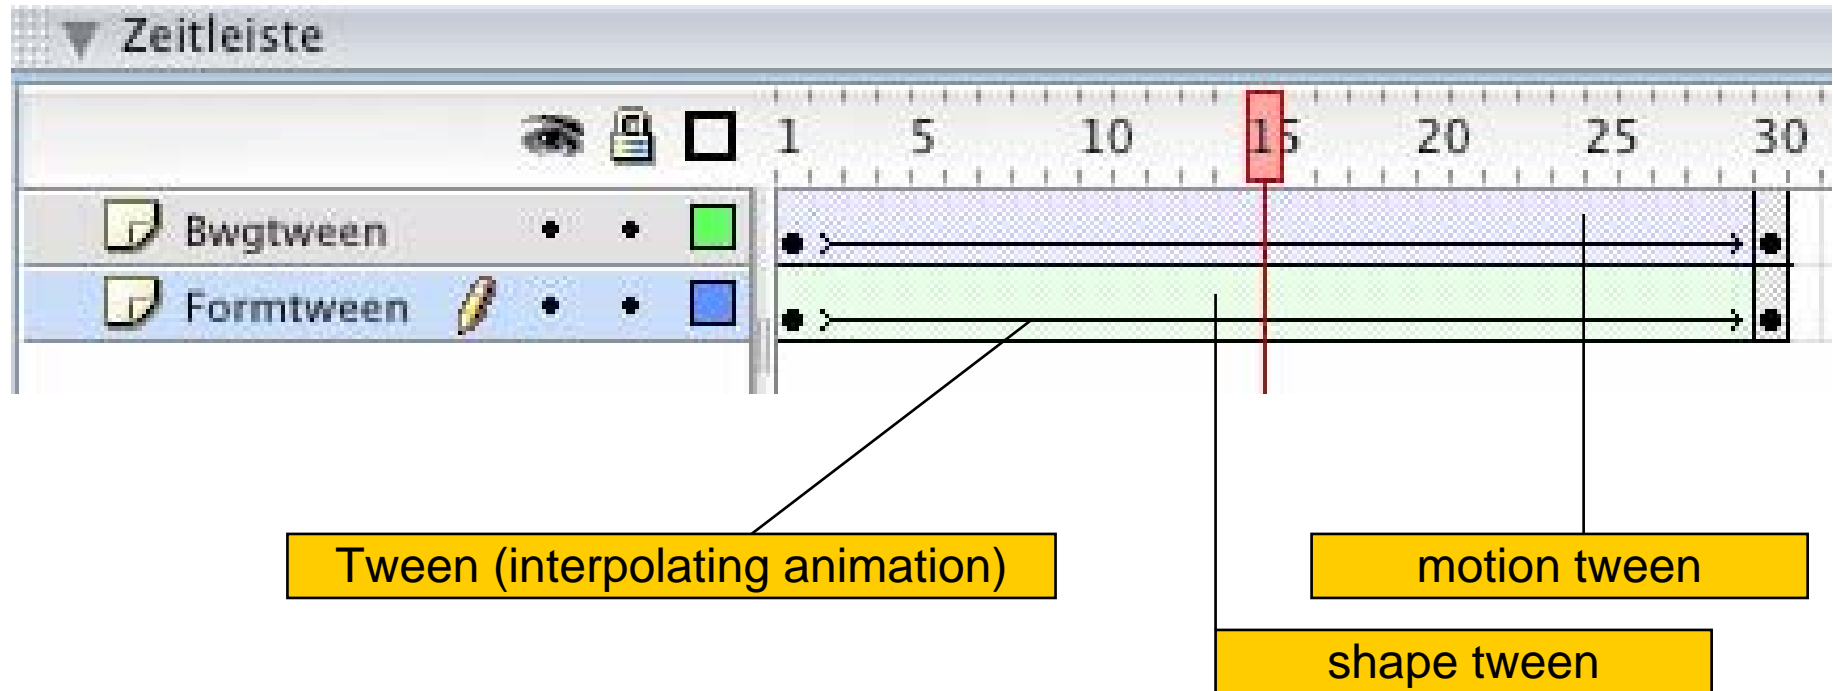 Zeitleiste
1 5 10 15 20 25 30
Bwgtween
Formtween
Tween (interpolating animation)
motion tween
shape tween